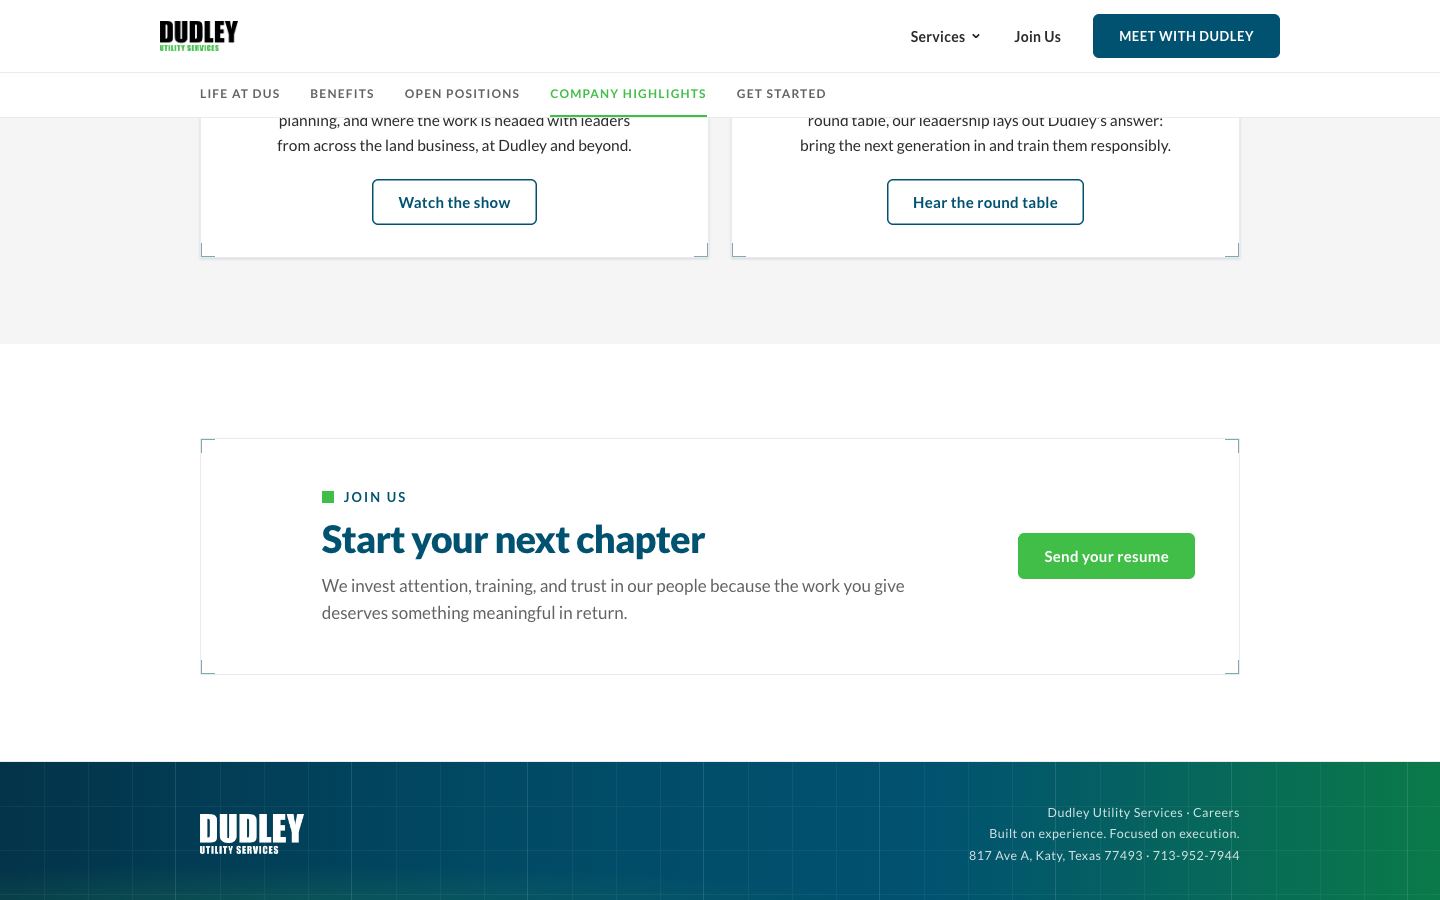 DUDLEY
UTILITY SERVICES
Services
Join Us
MEET WITH DUDLEY
LIFE AT DUS
BENEFITS
OPEN POSITIONS
COMPANY HIGHLIGHTS
GET STARTED
planning, and where the work is headed with leaders
from across the land business, at Dudley and beyond.
Watch the show
round table, our leadership lays out Dudley's answer:
bring the next generation in and train them responsibly.
Hear the round table
JOIN US
Start your next chapter
We invest attention, training, and trust in our people because the work you give
deserves something meaningful in return.
Send your resume
DUDLEY
UTILITY SERVICES
Dudley Utility Services · Careers
Built on experience. Focused on execution.
817 Ave A, Katy, Texas 77493 · 713-952-7944